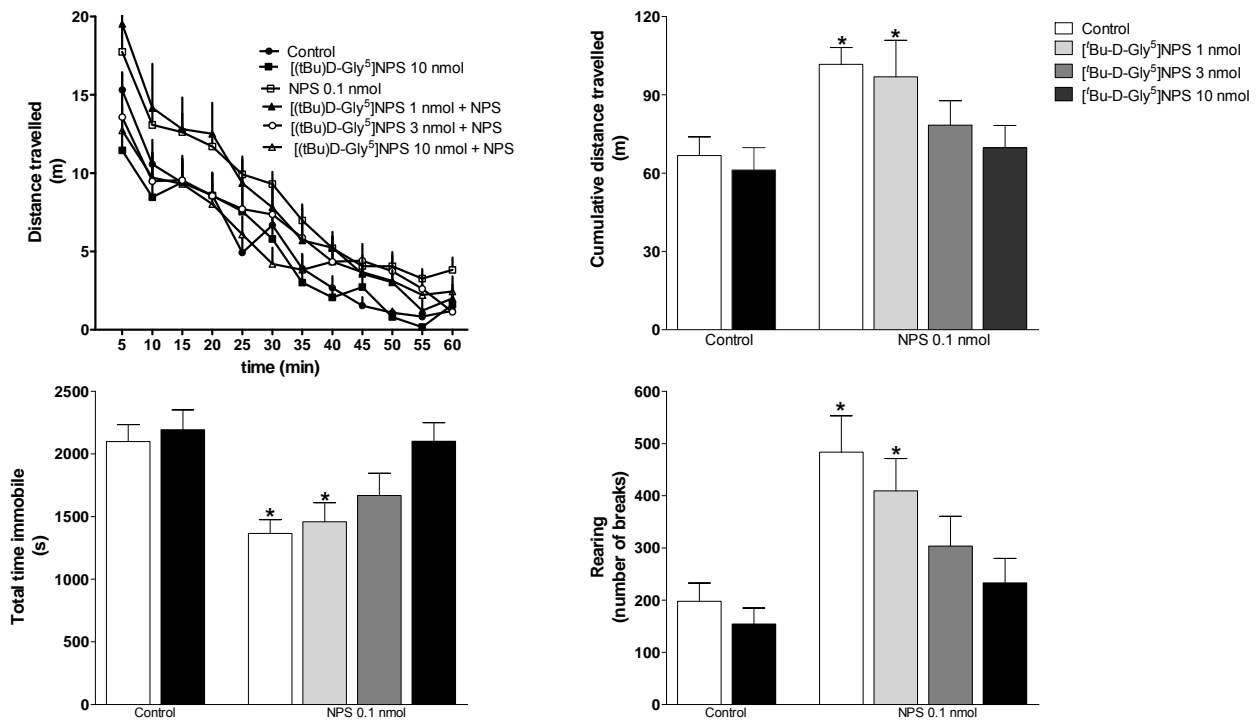 20
15
10
5
0
Distance travelled
(m)
Control
[(tBu)D-Gly⁵]NPS 10 nmol
NPS 0.1 nmol
[(tBu)D-Gly⁵]NPS 1 nmol + NPS
[(tBu)D-Gly⁵]NPS 3 nmol + NPS
[(tBu)D-Gly⁵]NPS 10 nmol + NPS
5 10 15 20 25 30 35 40 45 50 55 60
time (min)
120
90
60
30
0
Cumulative distance travelled
(m)
* *
Control NPS 0.1 nmol
Control
[ᵗBu-D-Gly⁵]NPS 1 nmol
[ᵗBu-D-Gly⁵]NPS 3 nmol
[ᵗBu-D-Gly⁵]NPS 10 nmol
2500
2000
1500
1000
500
0
Total time immobile
(s)
* *
Control NPS 0.1 nmol
600
500
400
300
200
100
0
Rearing
(number of breaks)
* *
Control NPS 0.1 nmol